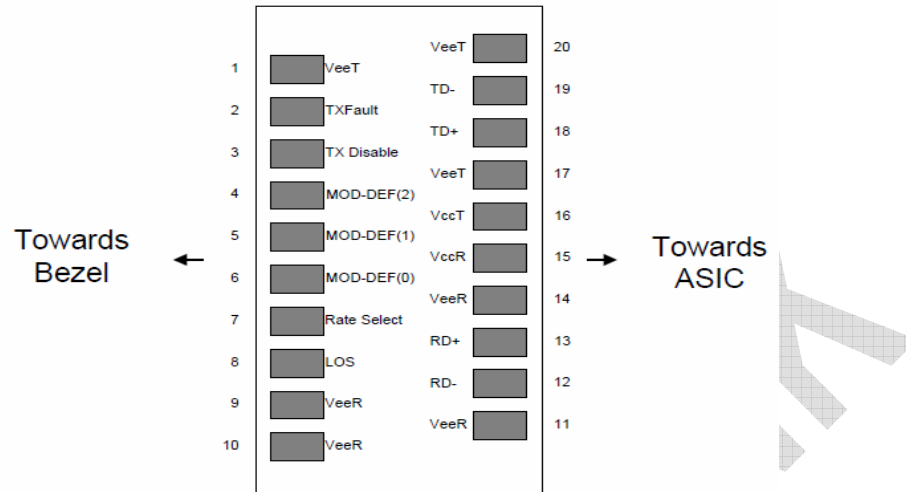 VeeT 20
1 VeeT
TD- 19
2 TXFault
TD+ 18
3 TX Disable
VeeT 17
4 MOD-DEF(2)
VccT 16
5 MOD-DEF(1)
Towards
Bezel
VccR 15
Towards
ASIC
6 MOD-DEF(0)
VeeR 14
7 Rate Select
RD+ 13
8 LOS
RD- 12
9 VeeR
VeeR 11
10 VeeR